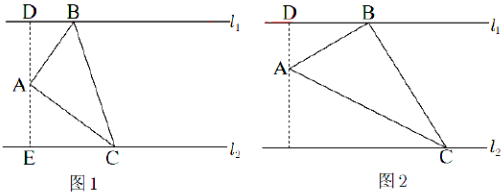 D B l₁ D B l₁
A A
E C l₂ C l₂
图1 图2